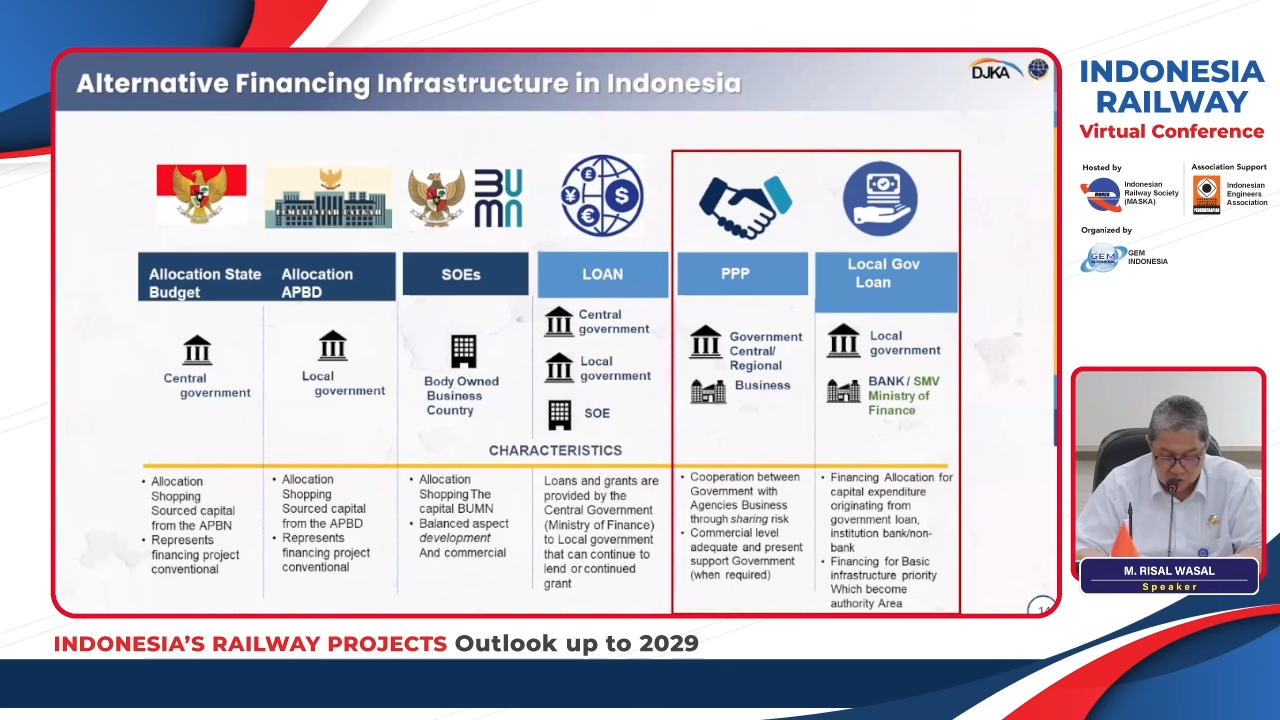 Alternative Financing Infrastructure in Indonesia
DJKA
PEMERINTAH DAERAH
BUMN
Allocation State
Budget
Allocation
APBD
SOEs
LOAN
PPP
Local Gov
Loan
Central
government
Local
government
Body Owned
Business
Country
Central
government
Local
government
SOE
Government
Central/
Regional
Business
Local
government
BANK / SMV
Ministry of
Finance
CHARACTERISTICS
• Allocation
Shopping
Sourced capital
from the APBN
• Represents
financing project
conventional
• Allocation
Shopping
Sourced capital
from the APBD
• Represents
financing project
conventional
• Allocation
Shopping The
capital BUMN
• Balanced aspect
development
And commercial
Loans and grants are
provided by the
Central Government
(Ministry of Finance)
to Local government
that can continue to
lend or continued
grant
• Cooperation between
Government with
Agencies Business
through sharing risk
• Commercial level
adequate and present
support Government
(when required)
• Financing Allocation for
capital expenditure
originating from
government loan,
institution bank/non-
bank
• Financing for Basic
infrastructure priority
Which become
authority Area
14
INDONESIA
RAILWAY
Virtual Conference
Hosted by
Indonesian
Railway Society
(MASKA)
Association Support
Indonesian
Engineers
Association
Organized by
GEM
INDONESIA
GEM
INDONESIA
M. RISAL WASAL
Speaker
INDONESIA'S RAILWAY PROJECTS Outlook up to 2029